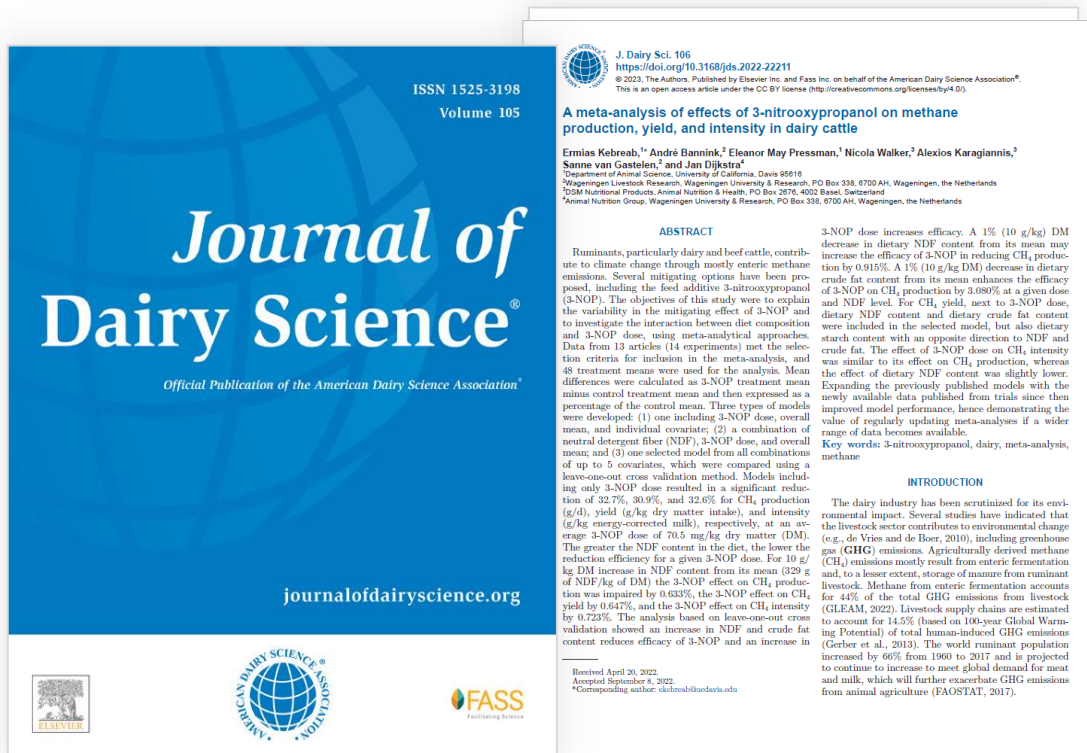 ISSN 1525-3198
Volume 105
Journal of
Dairy Science®
Official Publication of the American Dairy Science Association®
journalofdairyscience.org
ELSEVIER
AMERICAN DAIRY SCIENCE ASSOCIATION®
FASS
Facilitating Science
AMERICAN DAIRY SCIENCE ASSOCIATION®
J. Dairy Sci. 106
https://doi.org/10.3168/jds.2022-22211
© 2023, The Authors. Published by Elsevier Inc. and Fass Inc. on behalf of the American Dairy Science Association®.
This is an open access article under the CC BY license (http://creativecommons.org/licenses/by/4.0/).
A meta-analysis of effects of 3-nitrooxypropanol on methane
production, yield, and intensity in dairy cattle
Ermias Kebreab,1* André Bannink,2 Eleanor May Pressman,1 Nicola Walker,3 Alexios Karagiannis,3
Sanne van Gastelen,2 and Jan Dijkstra4
1Department of Animal Science, University of California, Davis 95616
2Wageningen Livestock Research, Wageningen University & Research, PO Box 338, 6700 AH, Wageningen, the Netherlands
3DSM Nutritional Products, Animal Nutrition & Health, PO Box 2676, 4002 Basel, Switzerland
4Animal Nutrition Group, Wageningen University & Research, PO Box 338, 6700 AH, Wageningen, the Netherlands
ABSTRACT
Ruminants, particularly dairy and beef cattle, contrib-
ute to climate change through mostly enteric methane
emissions. Several mitigating options have been pro-
posed, including the feed additive 3-nitrooxypropanol
(3-NOP). The objectives of this study were to explain
the variability in the mitigating effect of 3-NOP and
to investigate the interaction between diet composition
and 3-NOP dose, using meta-analytical approaches.
Data from 13 articles (14 experiments) met the selec-
tion criteria for inclusion in the meta-analysis, and
48 treatment means were used for the analysis. Mean
differences were calculated as 3-NOP treatment mean
minus control treatment mean and then expressed as a
percentage of the control mean. Three types of models
were developed: (1) one including 3-NOP dose, overall
mean, and individual covariate; (2) a combination of
neutral detergent fiber (NDF), 3-NOP dose, and overall
mean; and (3) one selected model from all combinations
of up to 5 covariates, which were compared using a
leave-one-out cross validation method. Models includ-
ing only 3-NOP dose resulted in a significant reduc-
tion of 32.7%, 30.9%, and 32.6% for CH4 production
(g/d), yield (g/kg dry matter intake), and intensity
(g/kg energy-corrected milk), respectively, at an av-
erage 3-NOP dose of 70.5 mg/kg dry matter (DM).
The greater the NDF content in the diet, the lower the
reduction efficiency for a given 3-NOP dose. For 10 g/
kg DM increase in NDF content from its mean (329 g
of NDF/kg of DM) the 3-NOP effect on CH4 produc-
tion was impaired by 0.633%, the 3-NOP effect on CH4
yield by 0.647%, and the 3-NOP effect on CH4 intensity
by 0.723%. The analysis based on leave-one-out cross
validation showed an increase in NDF and crude fat
content reduces efficacy of 3-NOP and an increase in
Received April 20, 2022.
Accepted September 8, 2022.
*Corresponding author: ekebreab@ucdavis.edu
3-NOP dose increases efficacy. A 1% (10 g/kg) DM
decrease in dietary NDF content from its mean may
increase the efficacy of 3-NOP in reducing CH4 produc-
tion by 0.915%. A 1% (10 g/kg DM) decrease in dietary
crude fat content from its mean enhances the efficacy
of 3-NOP on CH4 production by 3.080% at a given dose
and NDF level. For CH4 yield, next to 3-NOP dose,
dietary NDF content and dietary crude fat content
were included in the selected model, but also dietary
starch content with an opposite direction to NDF and
crude fat. The effect of 3-NOP dose on CH4 intensity
was similar to its effect on CH4 production, whereas
the effect of dietary NDF content was slightly lower.
Expanding the previously published models with the
newly available data published from trials since then
improved model performance, hence demonstrating the
value of regularly updating meta-analyses if a wider
range of data becomes available.
Key words: 3-nitrooxypropanol, dairy, meta-analysis,
methane
INTRODUCTION
The dairy industry has been scrutinized for its envi-
ronmental impact. Several studies have indicated that
the livestock sector contributes to environmental change
(e.g., de Vries and de Boer, 2010), including greenhouse
gas (GHG) emissions. Agriculturally derived methane
(CH4) emissions mostly result from enteric fermentation
and, to a lesser extent, storage of manure from ruminant
livestock. Methane from enteric fermentation accounts
for 44% of the total GHG emissions from livestock
(GLEAM, 2022). Livestock supply chains are estimated
to account for 14.5% (based on 100-year Global Warm-
ing Potential) of total human-induced GHG emissions
(Gerber et al., 2013). The world ruminant population
increased by 66% from 1960 to 2017 and is projected
to continue to increase to meet global demand for meat
and milk, which will further exacerbate GHG emissions
from animal agriculture (FAOSTAT, 2017).